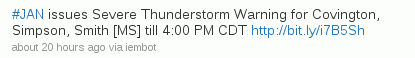 #JAN issues Severe Thunderstorm Warning for Covington,
Simpson, Smith [MS] till 4:00 PM CDT http://bit.ly/i7B5Sh
about 20 hours ago via iembot